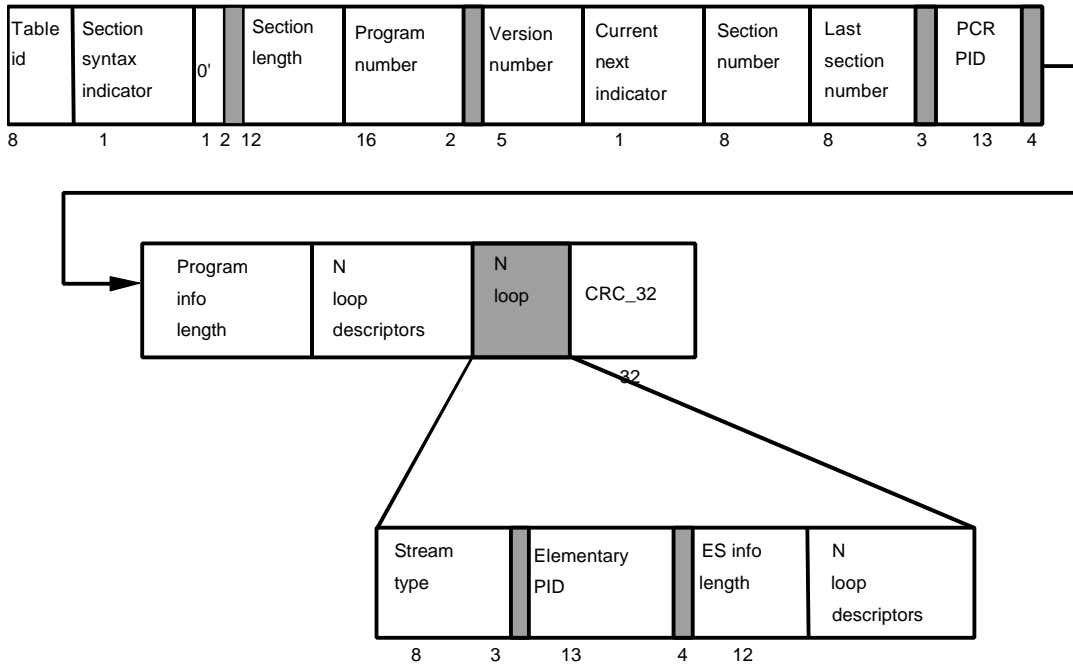 Table
id
Section
syntax
indicator
0'
Section
length
Program
number
Version
number
Current
next
indicator
Section
number
Last
section
number
PCR
PID
8 1 1 2 12 16 2 5 1 8 8 3 13 4
Program
info
length
N
loop
descriptors
N
loop
CRC_32
32
Stream
type
Elementary
PID
ES info
length
N
loop
descriptors
8 3 13 4 12